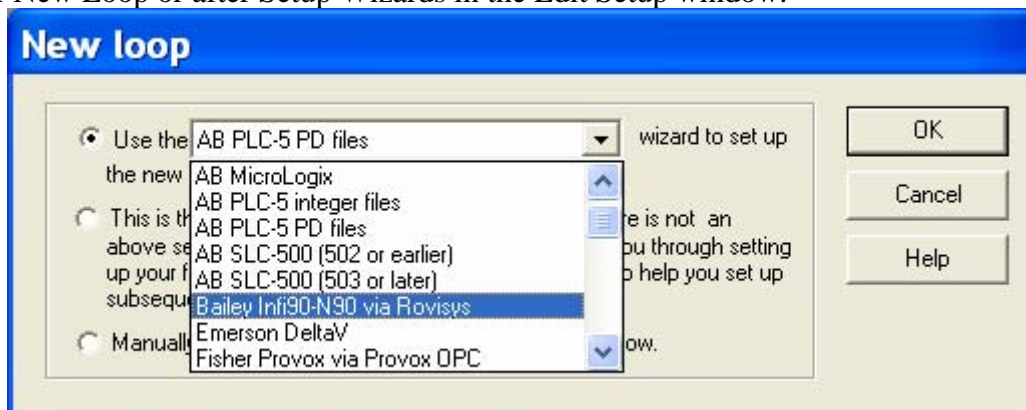 New Loop or after Setup Wizards in the Edit Setup window.
New loop
Use the AB PLC-5 PD files wizard to set up
the new
AB MicroLogix
AB PLC-5 integer files
AB PLC-5 PD files
AB SLC-500 (502 or earlier)
AB SLC-500 (503 or later)
Bailey Infi90-N90 via Rovisys
Emerson DeltaV
Fisher Provox via Provox OPC
This is re is not an
above ou through setting
up your o help you set up
Manuall ow.
OK
Cancel
Help